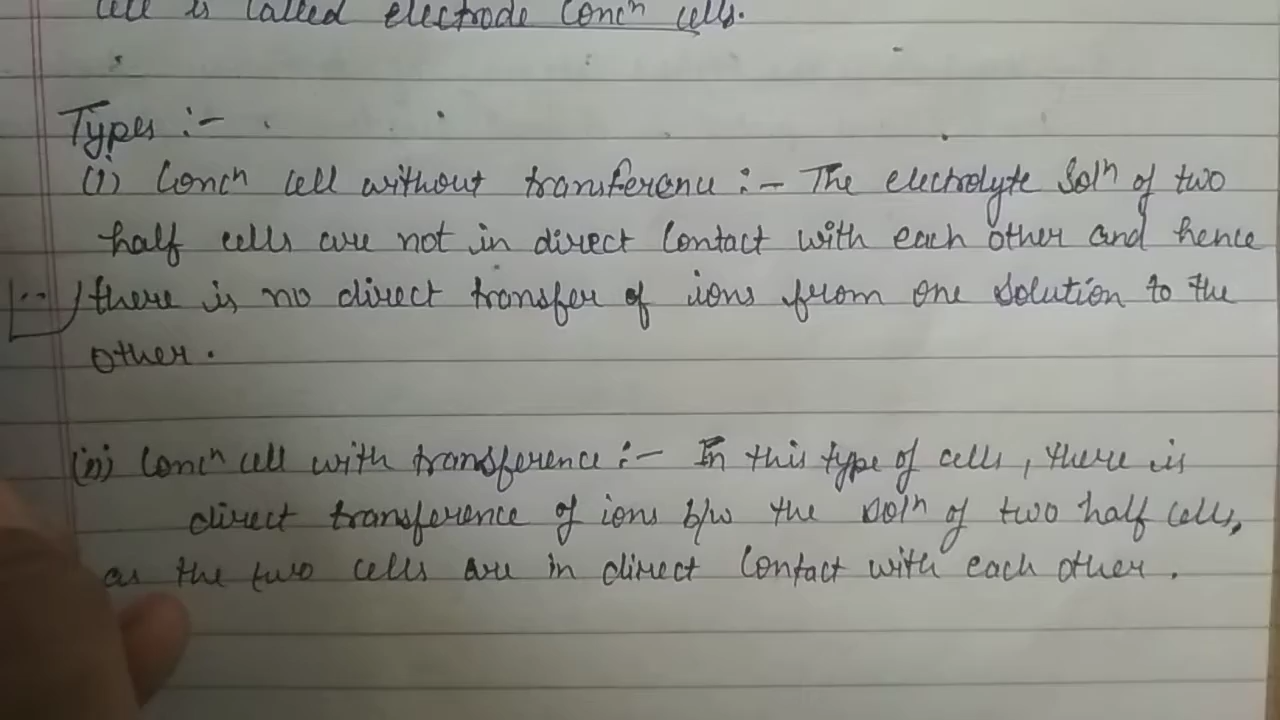 cell is called electrode Concⁿ cells.
Types :-
(i) Concⁿ cell without transference :- The electrolyte Solⁿ of two
half cells are not in direct Contact with each other and hence
there is no direct transfer of ions from one solution to the
other.
(ii) Concⁿ cell with transference :- In this type of cells, there is
direct transference of ions b/w the solⁿ of two half cells,
as the two cells are in direct Contact with each other.